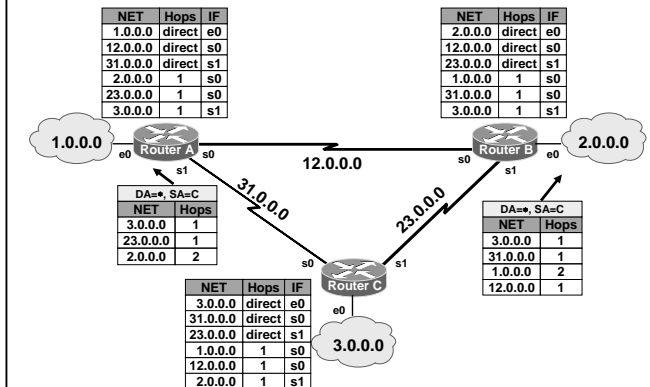 NET Hops IF
1.0.0.0 direct e0
12.0.0.0 direct s0
31.0.0.0 direct s1
2.0.0.0 1 s0
23.0.0.0 1 s0
3.0.0.0 1 s1
NET Hops IF
2.0.0.0 direct e0
12.0.0.0 direct s0
23.0.0.0 direct s1
1.0.0.0 1 s0
31.0.0.0 1 s0
3.0.0.0 1 s1
1.0.0.0
e0
Router A
s0
s1
12.0.0.0
s0
Router B
e0
s1
2.0.0.0
DA=*, SA=C
NET Hops
3.0.0.0 1
23.0.0.0 1
2.0.0.0 2
31.0.0.0
23.0.0.0
DA=*, SA=C
NET Hops
3.0.0.0 1
31.0.0.0 1
1.0.0.0 2
12.0.0.0 1
s0
s1
Router C
e0
3.0.0.0
NET Hops IF
3.0.0.0 direct e0
31.0.0.0 direct s0
23.0.0.0 direct s1
1.0.0.0 1 s0
12.0.0.0 1 s0
2.0.0.0 1 s1